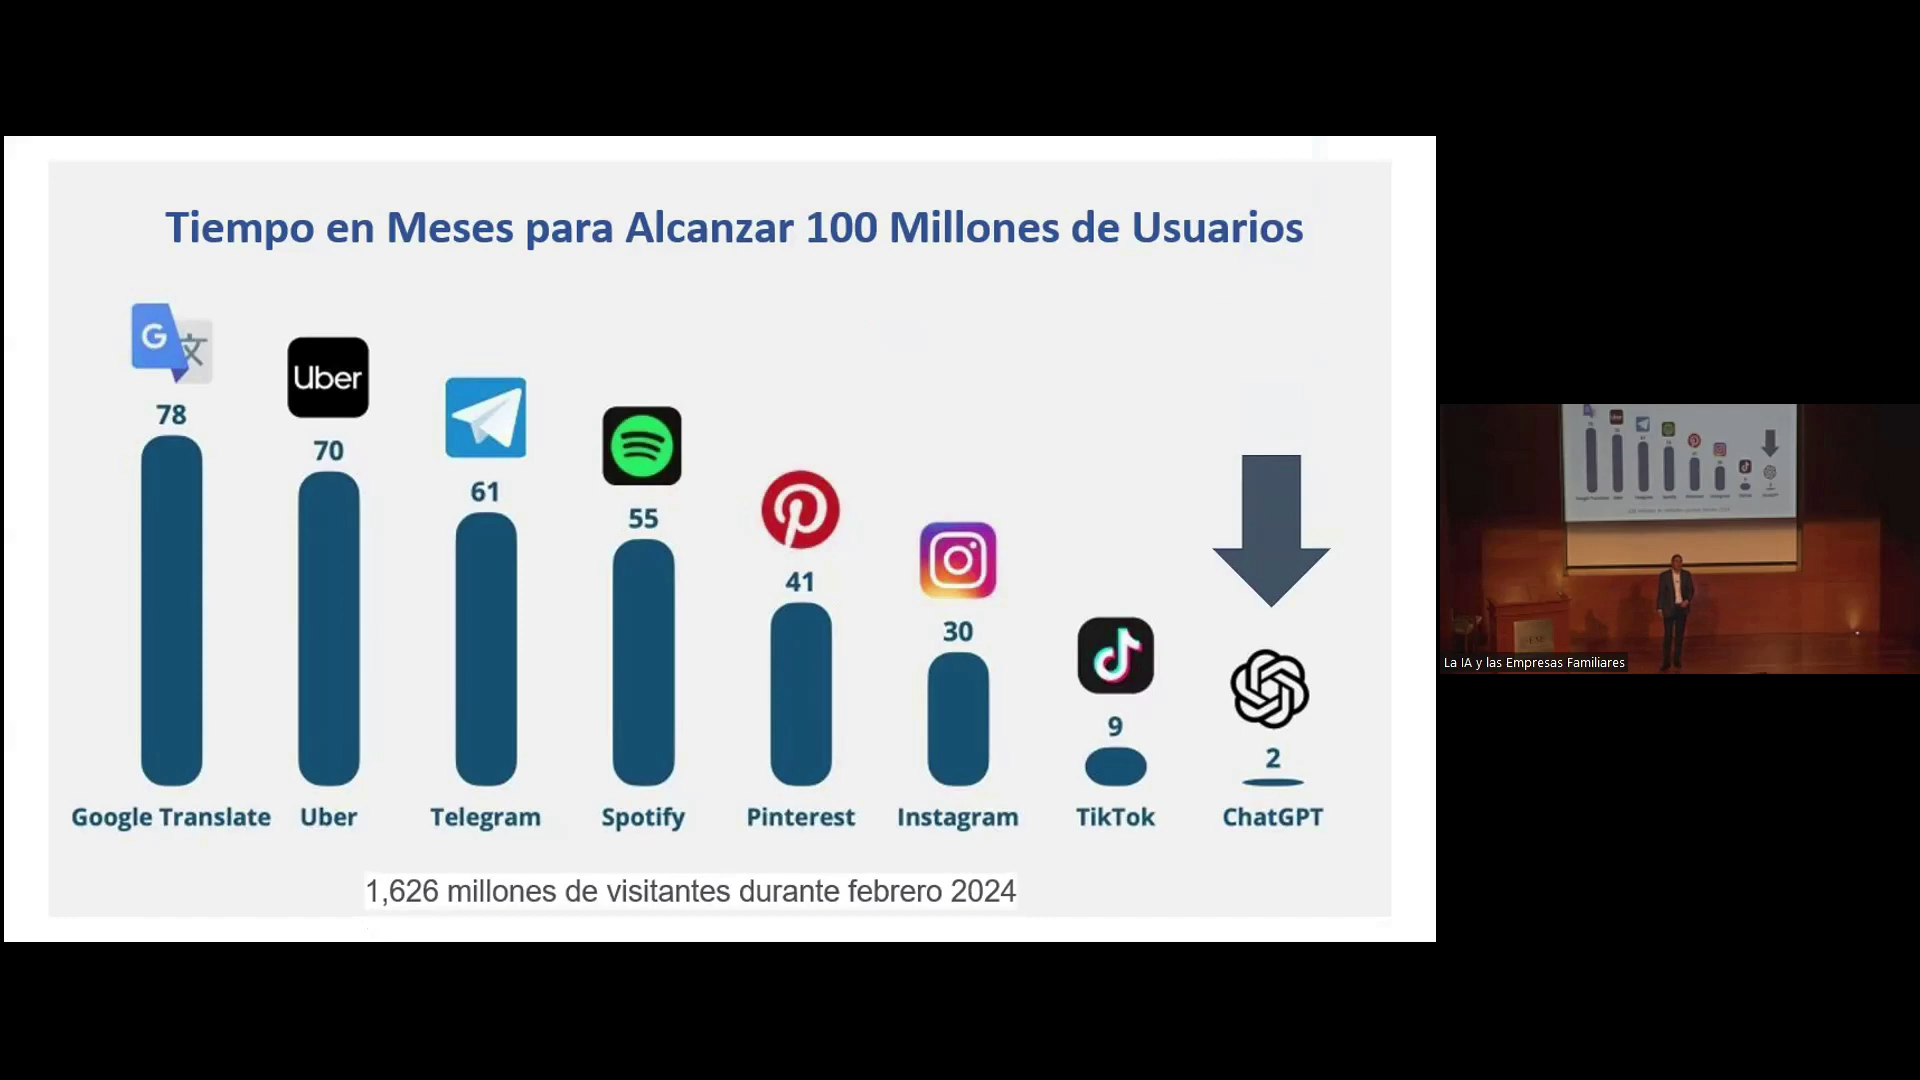 Tiempo en Meses para Alcanzar 100 Millones de Usuarios
G 文
78
Uber
70
61
55
41
30
9
2
Google Translate Uber Telegram Spotify Pinterest Instagram TikTok ChatGPT
1,626 millones de visitantes durante febrero 2024
La IA y las Empresas Familiares